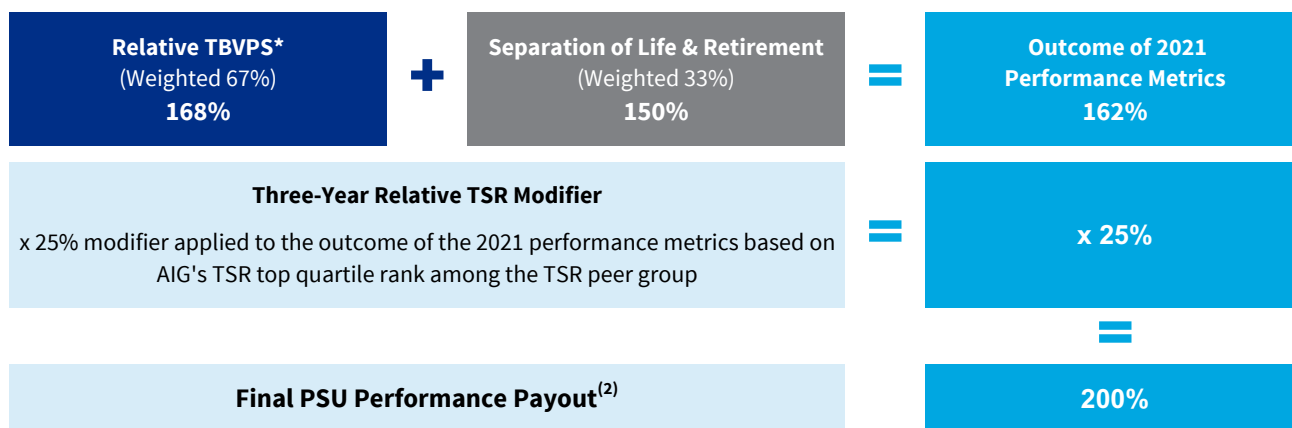 Relative TBVPS*
(Weighted 67%)
168%
+
Separation of Life & Retirement
(Weighted 33%)
150%
=
Outcome of 2021
Performance Metrics
162%
Three-Year Relative TSR Modifier
x 25% modifier applied to the outcome of the 2021 performance metrics based on
AIG's TSR top quartile rank among the TSR peer group
=
x 25%
=
Final PSU Performance Payout(2)
200%